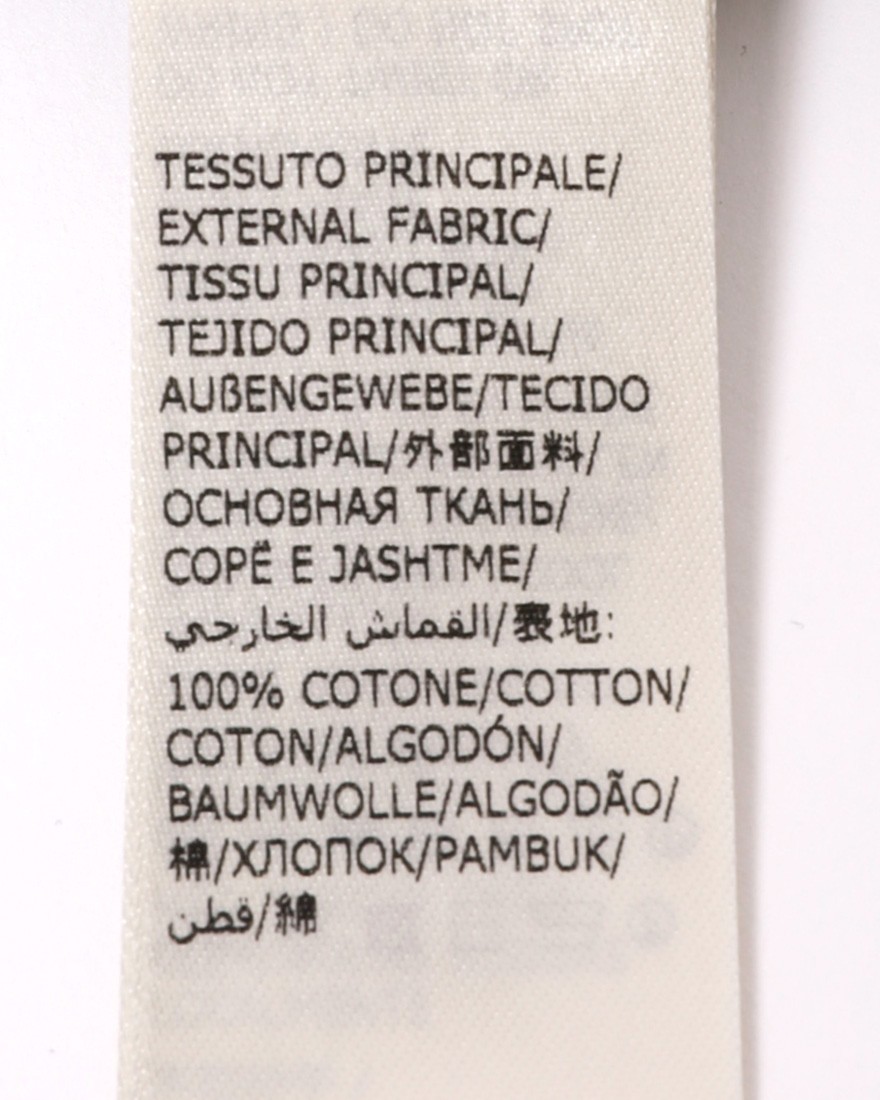 TESSUTO PRINCIPALE/
EXTERNAL FABRIC/
TISSU PRINCIPAL/
TEJIDO PRINCIPAL/
AUßENGEWEBE/TECIDO
PRINCIPAL/外部面料/
ОСНОВНАЯ ТКАНЬ/
COPË E JASHTME/
القماش الخارجي/表地:
100% COTONE/COTTON/
COTON/ALGODÓN/
BAUMWOLLE/ALGODÃO/
棉/ХЛОПОК/PAMBUK/
قطن/綿